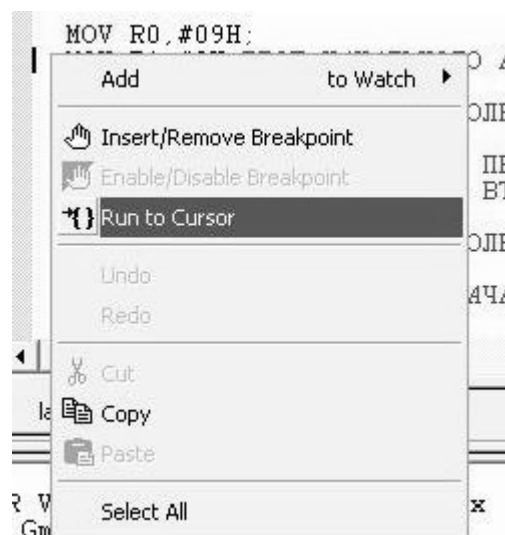 MOV R0,#09H;
Add to Watch
Insert/Remove Breakpoint
Enable/Disable Breakpoint
Run to Cursor
Undo
Redo
Cut
Copy
Paste
Select All